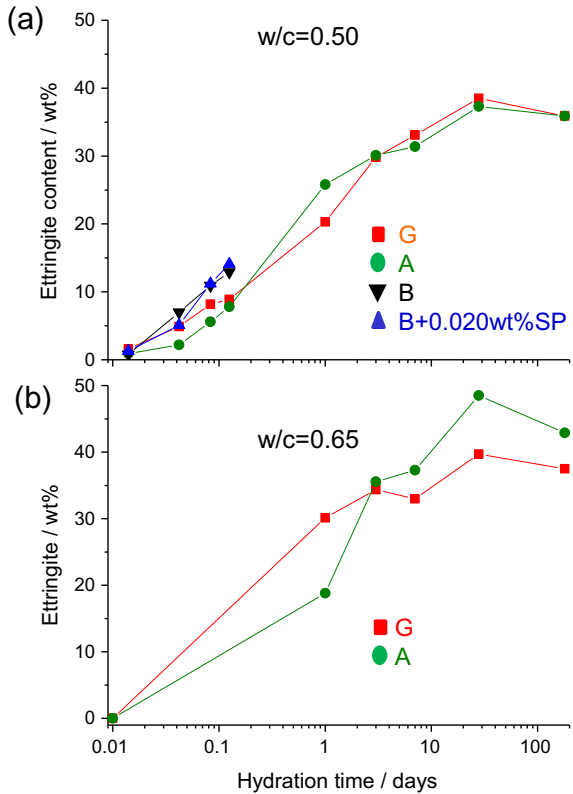 (a)
w/c=0.50
50
40
30
20
10
0
Ettringite content / wt%
G
A
B
B+0.020wt%SP
(b)
w/c=0.65
50
40
30
20
10
0
Ettringite / wt%
G
A
0.01 0.1 1 10 100
Hydration time / days